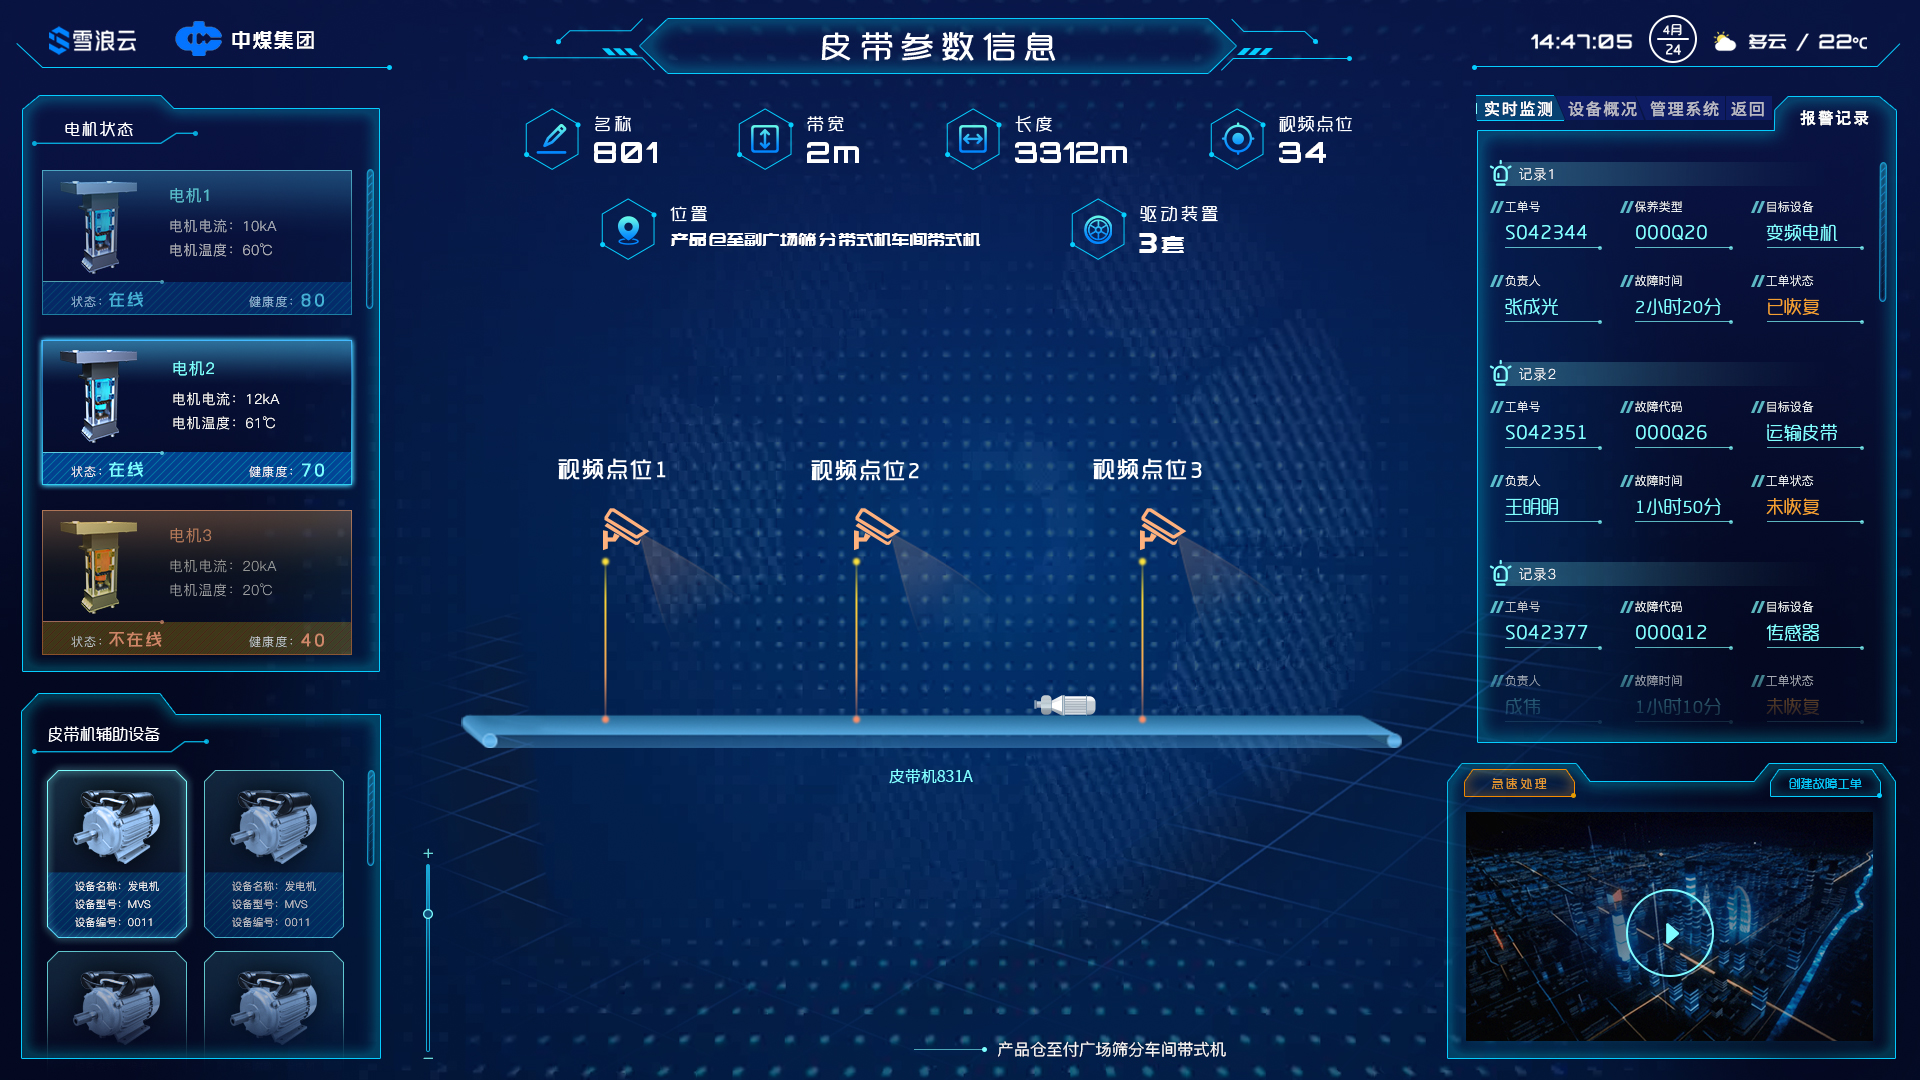 雪浪云
中煤集团
皮带参数信息
14:47:05
4月
24
多云 / 22℃
电机状态
电机1
电机电流：10kA
电机温度：60℃
状态：在线
健康度：80
电机2
电机电流：12kA
电机温度：61℃
状态：在线
健康度：70
电机3
电机电流：20kA
电机温度：20℃
状态：不在线
健康度：40
皮带机辅助设备
设备名称：发电机
设备型号：MVS
设备编号：0011
设备名称：发电机
设备型号：MVS
设备编号：0011
名称
801
带宽
2m
长度
3312m
视频点位
34
位置
产品仓至副广场筛分带式机车间带式机
驱动装置
3套
视频点位1
视频点位2
视频点位3
皮带机831A
+
−
产品仓至付广场筛分车间带式机
实时监测
设备概况
管理系统
返回
报警记录
记录1
工单号
保养类型
目标设备
S042344
000Q20
变频电机
负责人
故障时间
工单状态
张成光
2小时20分
已恢复
记录2
工单号
故障代码
目标设备
S042351
000Q26
运输皮带
负责人
故障时间
工单状态
王明明
1小时50分
未恢复
记录3
工单号
故障代码
目标设备
S042377
000Q12
传感器
负责人
故障时间
工单状态
成伟
1小时10分
未恢复
急速处理
创建故障工单